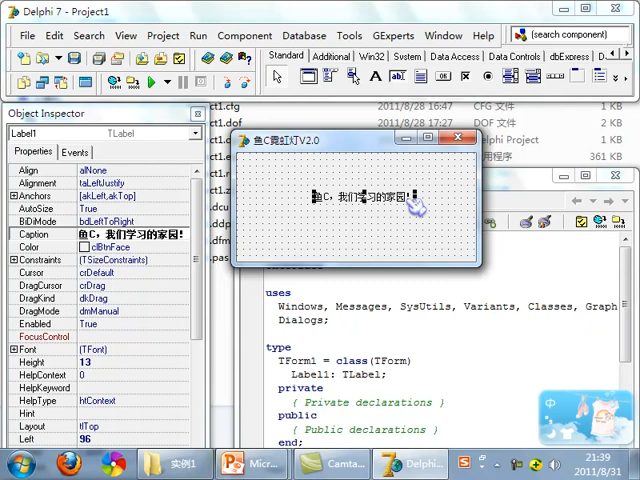 Delphi 7 - Project1
File Edit Search View Project Run Component Database Tools GExperts Window Help
(search component)
Standard Additional Win32 System Data Access Data Controls dbExpress
Object Inspector
Label1 TLabel
Properties Events
Align alNone
Alignment taLeftJustify
Anchors [akLeft,akTop]
AutoSize True
BiDiMode bdLeftToRight
Caption 鱼C，我们学习的家园!
Color clBtnFace
Constraints (TSizeConstraints)
Cursor crDefault
DragCursor crDrag
DragKind dkDrag
DragMode dmManual
Enabled True
FocusControl
Font (TFont)
Height 13
HelpContext 0
HelpKeyword
HelpType htContext
Hint
Layout tlTop
Left 96
ct1.cfg 2011/8/28 16:47 CFG 文件 1 KB
ct1.dof 2011/8/28 17:27 DOF 文件 2 KB
Delphi Project 1 KB
用程序 361 KB
鱼C霓虹灯V2.0
鱼C，我们学习的家园!
uses
Windows, Messages, SysUtils, Variants, Classes, Graph
Dialogs;
type
TForm1 = class(TForm)
Label1: TLabel;
private
{ Private declarations }
public
{ Public declarations }
end;
中
实例1
Micr...
Camta...
Delphi...
21:39
2011/8/31